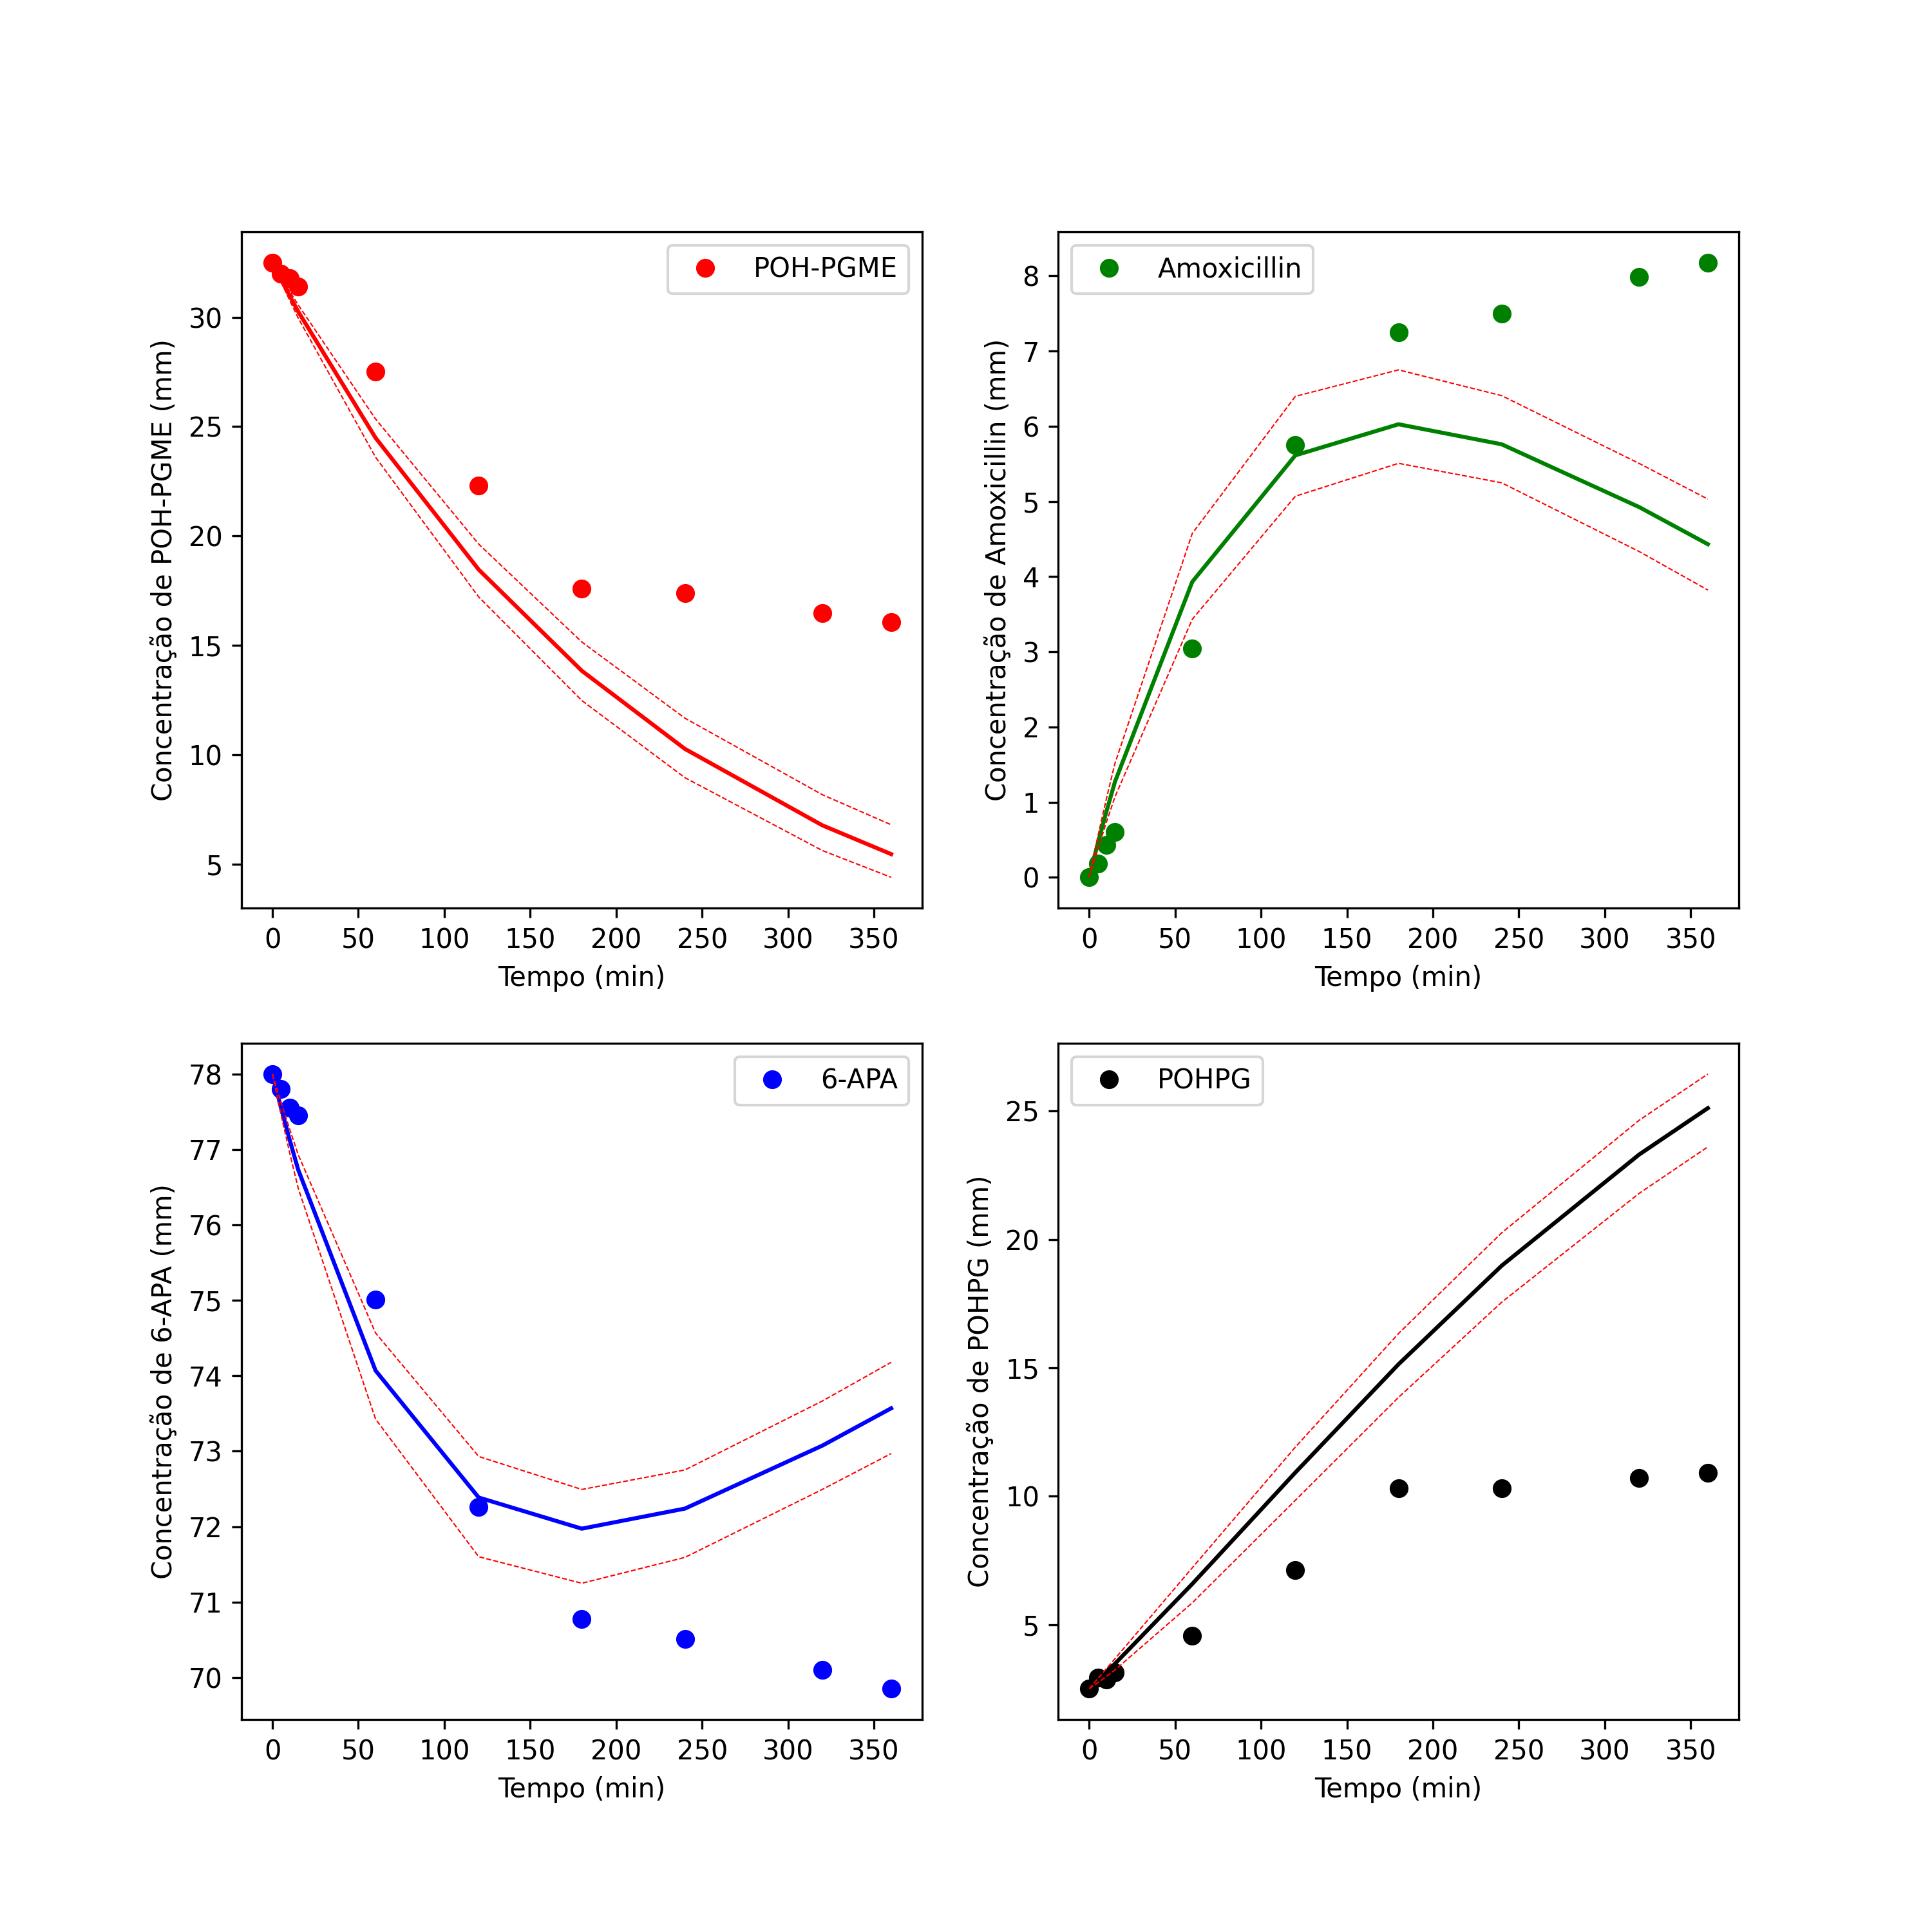 POH-PGME
Concentração de POH-PGME (mm)
30
25
20
15
10
5
0 50 100 150 200 250 300 350
Tempo (min)
Amoxicillin
Concentração de Amoxicillin (mm)
8
7
6
5
4
3
2
1
0
0 50 100 150 200 250 300 350
Tempo (min)
6-APA
Concentração de 6-APA (mm)
78
77
76
75
74
73
72
71
70
0 50 100 150 200 250 300 350
Tempo (min)
POHPG
Concentração de POHPG (mm)
25
20
15
10
5
0 50 100 150 200 250 300 350
Tempo (min)